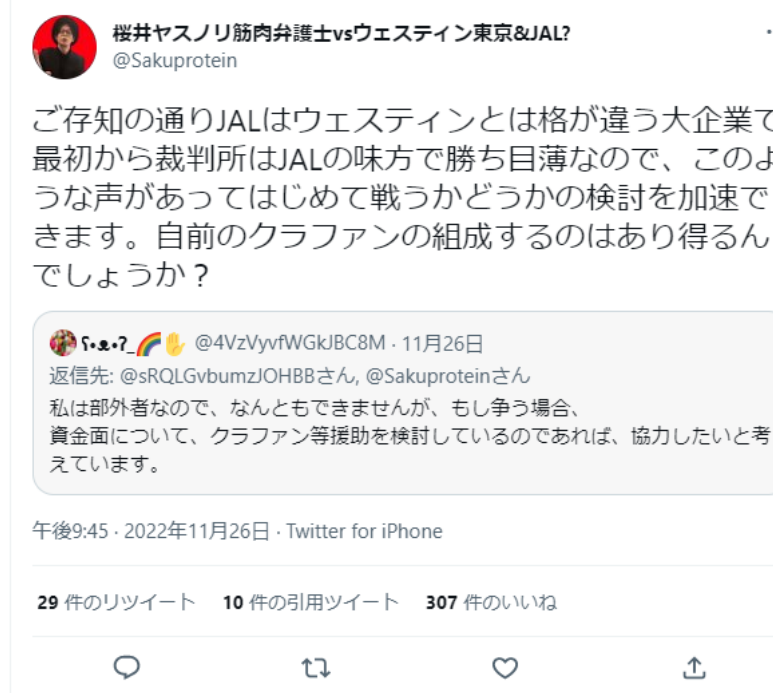 桜井ヤスノリ筋肉弁護士vsウェスティン東京&JAL?
@Sakuprotein
ご存知の通りJALはウェスティンとは格が違う大企業で
最初から裁判所はJALの味方で勝ち目薄なので、このよ
うな声があってはじめて戦うかどうかの検討を加速で
きます。自前のクラファンの組成するのはあり得るん
でしょうか？
ʕ•ᴥ•ʔ_🌈✋ @4VzVyvfWGkJBC8M · 11月26日
返信先: @sRQLGvbumzJOHBBさん, @Sakuproteinさん
私は部外者なので、なんともできませんが、もし争う場合、
資金面について、クラファン等援助を検討しているのであれば、協力したいと考
えています。
午後9:45 · 2022年11月26日 · Twitter for iPhone
29 件のリツイート 10 件の引用ツイート 307 件のいいね